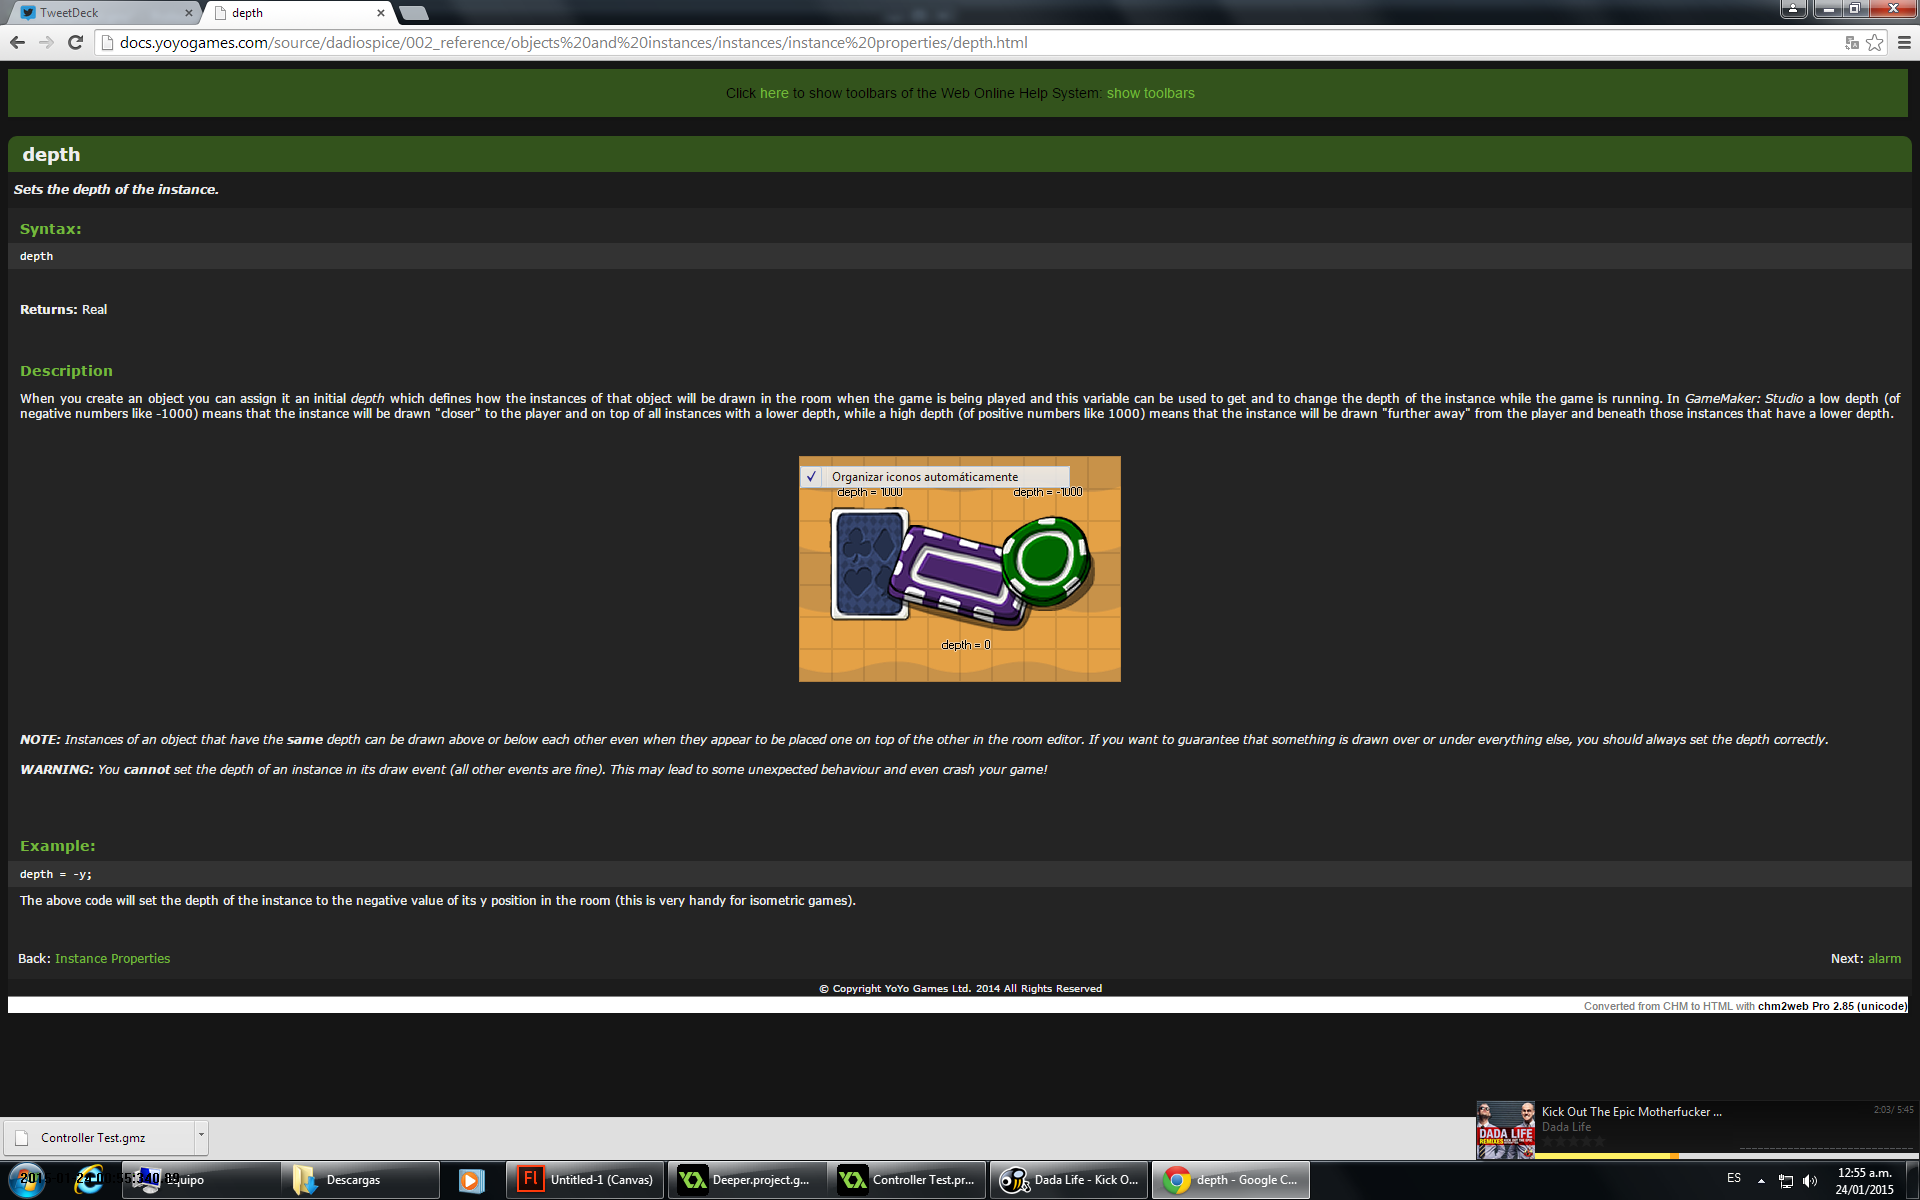 TweetDeck
depth
docs.yoyogames.com/source/dadiospice/002_reference/objects%20and%20instances/instances/instance%20properties/depth.html
Click here to show toolbars of the Web Online Help System: show toolbars
depth
Sets the depth of the instance.
Syntax:
depth
Returns: Real
Description
When you create an object you can assign it an initial depth which defines how the instances of that object will be drawn in the room when the game is being played and this variable can be used to get and to change the depth of the instance while the game is running. In GameMaker: Studio a low depth (of
negative numbers like -1000) means that the instance will be drawn "closer" to the player and on top of all instances with a lower depth, while a high depth (of positive numbers like 1000) means that the instance will be drawn "further away" from the player and beneath those instances that have a lower depth.
Organizar iconos automáticamente
depth = 1000
depth = -1000
depth = 0
NOTE: Instances of an object that have the same depth can be drawn above or below each other even when they appear to be placed one on top of the other in the room editor. If you want to guarantee that something is drawn over or under everything else, you should always set the depth correctly.
WARNING: You cannot set the depth of an instance in its draw event (all other events are fine). This may lead to some unexpected behaviour and even crash your game!
Example:
depth = -y;
The above code will set the depth of the instance to the negative value of its y position in the room (this is very handy for isometric games).
Back: Instance Properties
Next: alarm
© Copyright YoYo Games Ltd. 2014 All Rights Reserved
Converted from CHM to HTML with chm2web Pro 2.85 (unicode)
Kick Out The Epic Motherfucker ...
2:03/ 5:45
Dada Life
DADA LIFE
Controller Test.gmz
Equipo
Descargas
Untitled-1 (Canvas)
Deeper.project.g...
Controller Test.pr...
Dada Life - Kick O...
depth - Google C...
ES
12:55 a.m.
24/01/2015